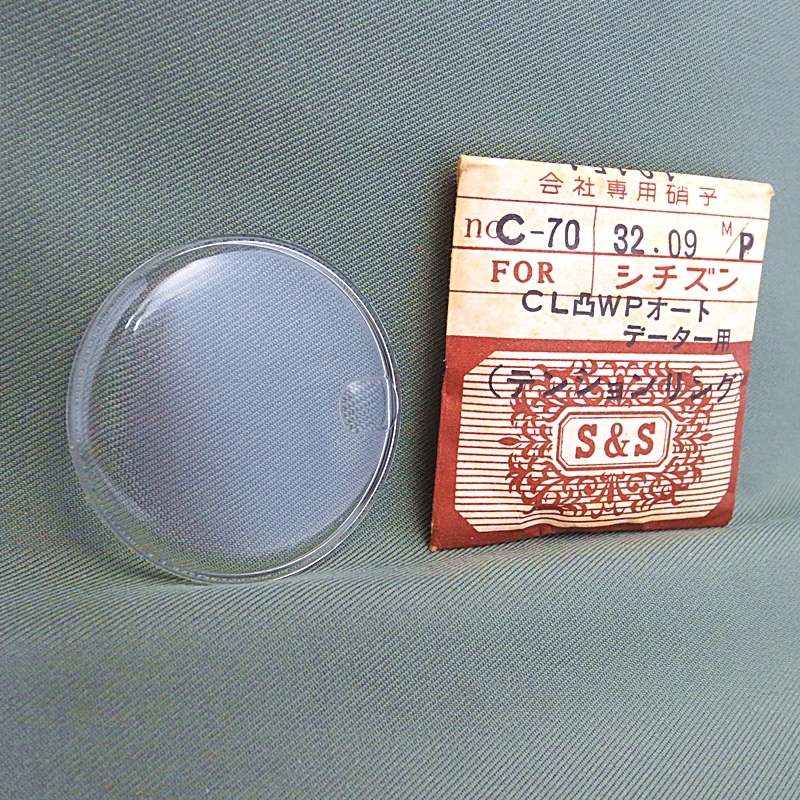 会社専用硝子
no C-70 32.09 M/P
FOR シチズン
CL凸WPオート
データー用
(テンションリング
S&S